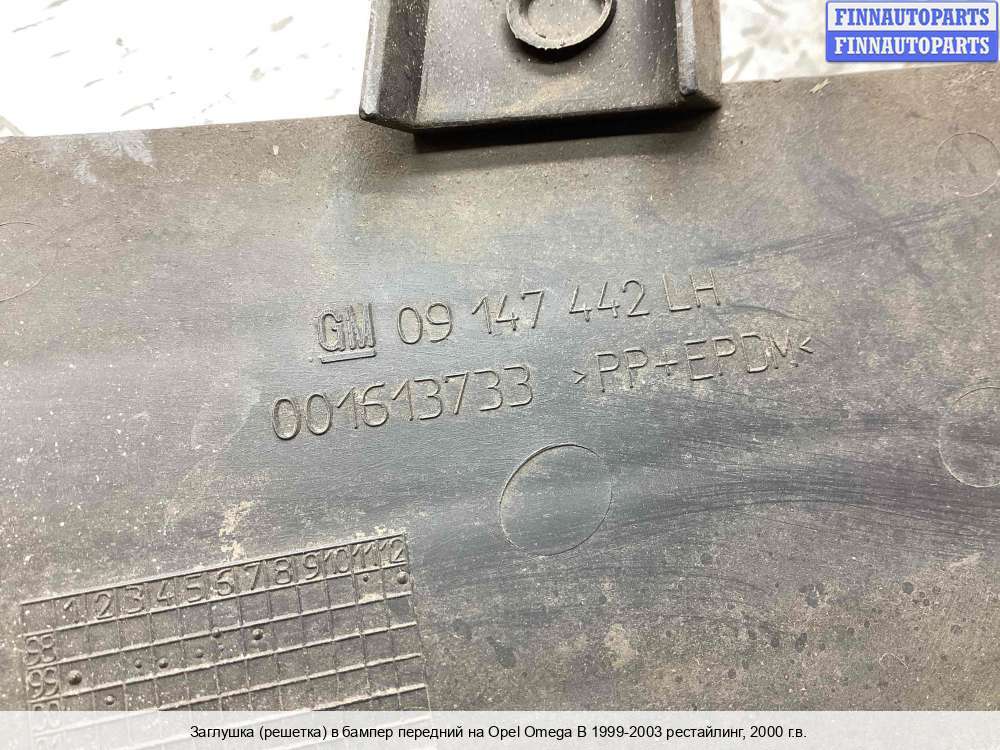 FINNAUTOPARTS
FINNAUTOPARTS
GM 09 147 442 LH
001613733 >PP+EPDM<
1 2 3 4 5 6 7 8 9 10 11 12
99
Заглушка (решетка) в бампер передний на Opel Omega B 1999-2003 рестайлинг, 2000 г.в.